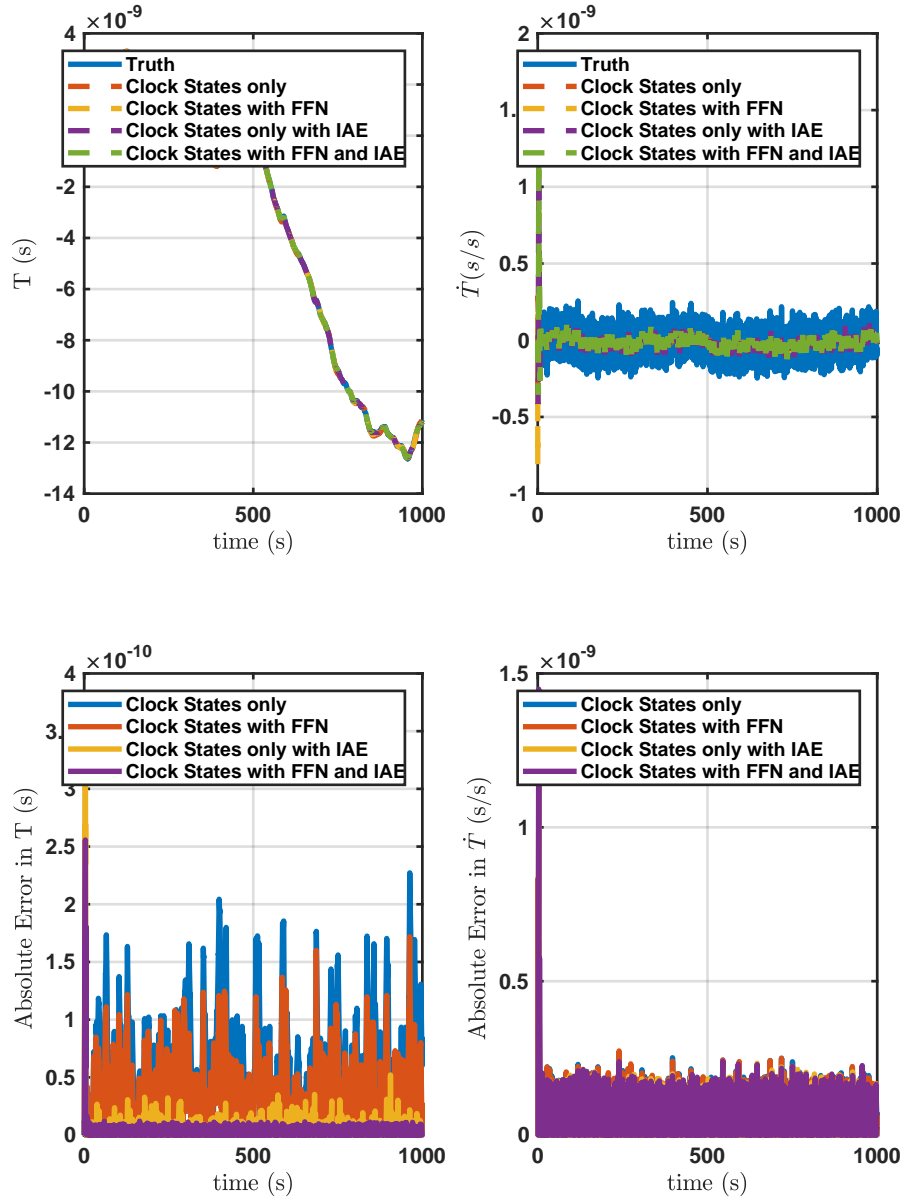 ×10^-9
4
Truth
Clock States only
Clock States with FFN
Clock States only with IAE
Clock States with FFN and IAE
-2
-4
-6
-8
-10
-12
-14
0
500
1000
T (s)
time (s)
×10^-9
2
Truth
Clock States only
Clock States with FFN
Clock States only with IAE
Clock States with FFN and IAE
1
0.5
0
-0.5
-1
0
500
1000
Ṫ(s/s)
time (s)
×10^-10
4
Clock States only
Clock States with FFN
Clock States only with IAE
Clock States with FFN and IAE
3
2.5
2
1.5
1
0.5
0
0
500
1000
Absolute Error in T (s)
time (s)
×10^-9
1.5
Clock States only
Clock States with FFN
Clock States only with IAE
Clock States with FFN and IAE
1
0.5
0
0
500
1000
Absolute Error in Ṫ (s/s)
time (s)